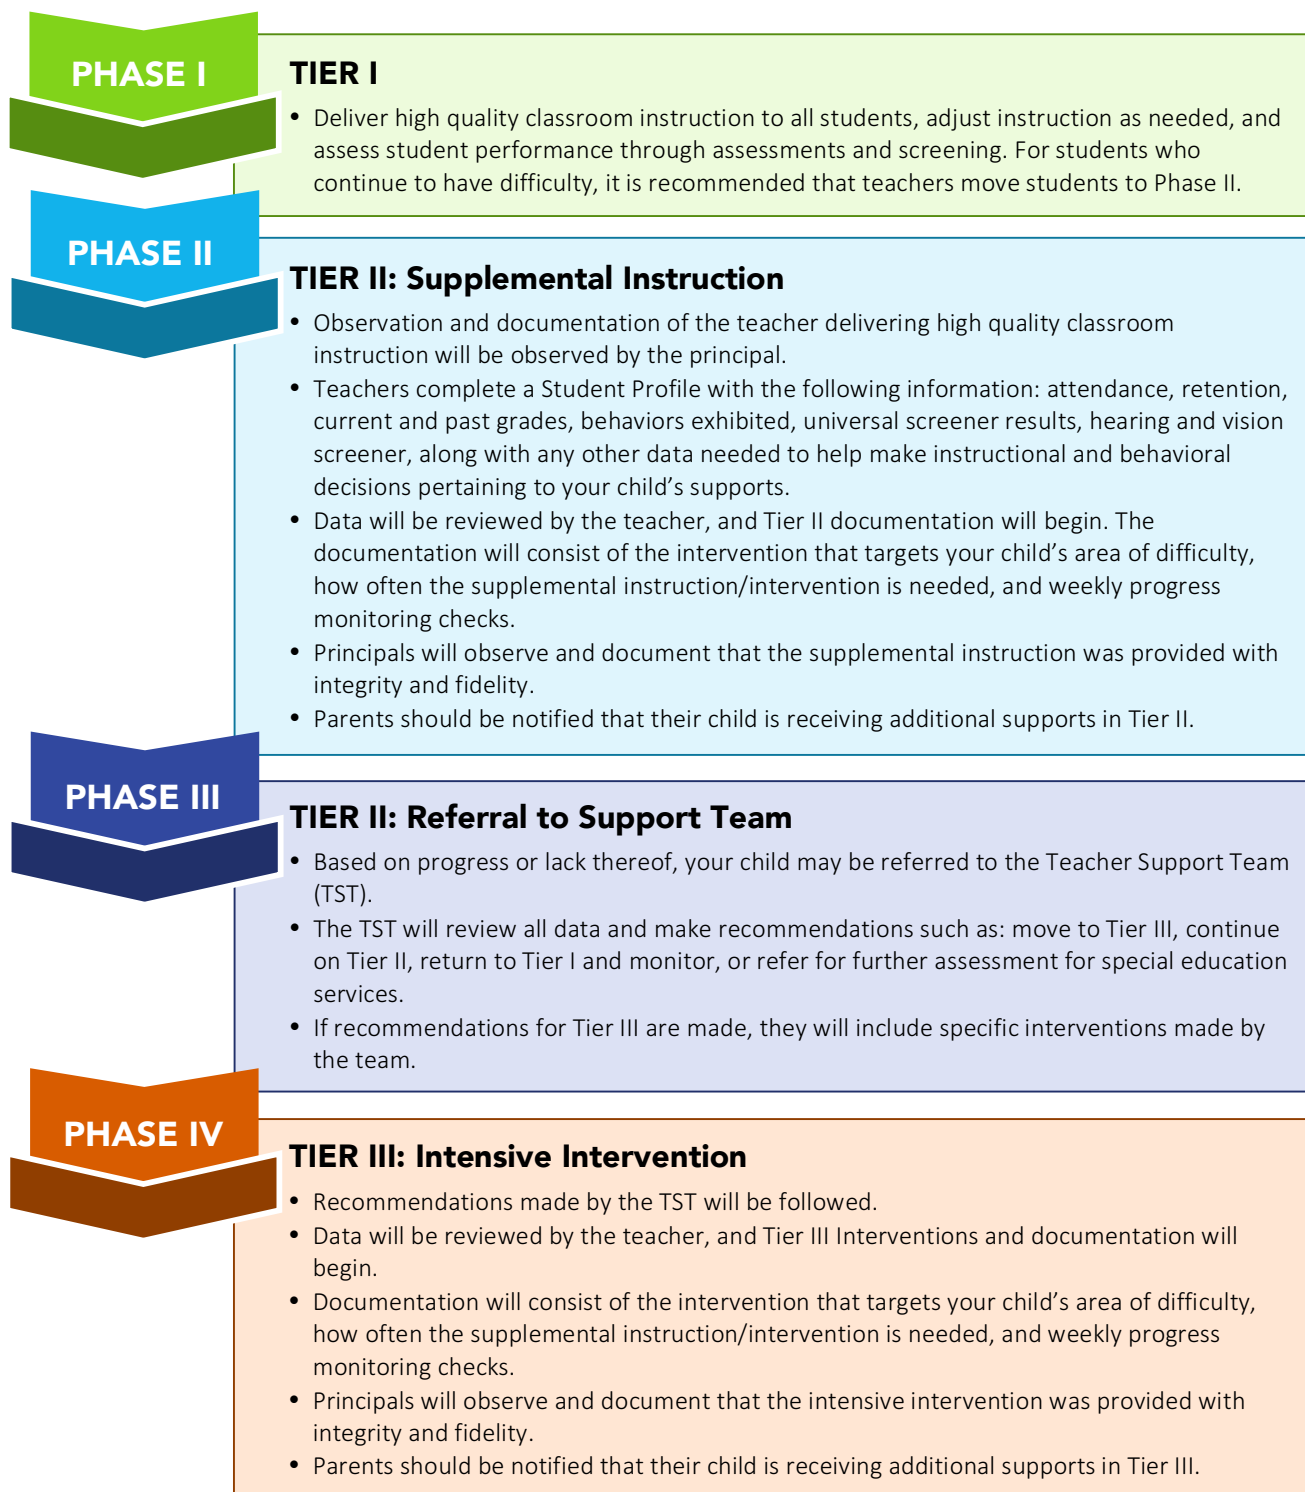 PHASE I
TIER I
• Deliver high quality classroom instruction to all students, adjust instruction as needed, and
assess student performance through assessments and screening. For students who
continue to have difficulty, it is recommended that teachers move students to Phase II.
PHASE II
TIER II: Supplemental Instruction
• Observation and documentation of the teacher delivering high quality classroom
instruction will be observed by the principal.
• Teachers complete a Student Profile with the following information: attendance, retention,
current and past grades, behaviors exhibited, universal screener results, hearing and vision
screener, along with any other data needed to help make instructional and behavioral
decisions pertaining to your child’s supports.
• Data will be reviewed by the teacher, and Tier II documentation will begin. The
documentation will consist of the intervention that targets your child’s area of difficulty,
how often the supplemental instruction/intervention is needed, and weekly progress
monitoring checks.
• Principals will observe and document that the supplemental instruction was provided with
integrity and fidelity.
• Parents should be notified that their child is receiving additional supports in Tier II.
PHASE III
TIER II: Referral to Support Team
• Based on progress or lack thereof, your child may be referred to the Teacher Support Team
(TST).
• The TST will review all data and make recommendations such as: move to Tier III, continue
on Tier II, return to Tier I and monitor, or refer for further assessment for special education
services.
• If recommendations for Tier III are made, they will include specific interventions made by
the team.
PHASE IV
TIER III: Intensive Intervention
• Recommendations made by the TST will be followed.
• Data will be reviewed by the teacher, and Tier III Interventions and documentation will
begin.
• Documentation will consist of the intervention that targets your child’s area of difficulty,
how often the supplemental instruction/intervention is needed, and weekly progress
monitoring checks.
• Principals will observe and document that the intensive intervention was provided with
integrity and fidelity.
• Parents should be notified that their child is receiving additional supports in Tier III.